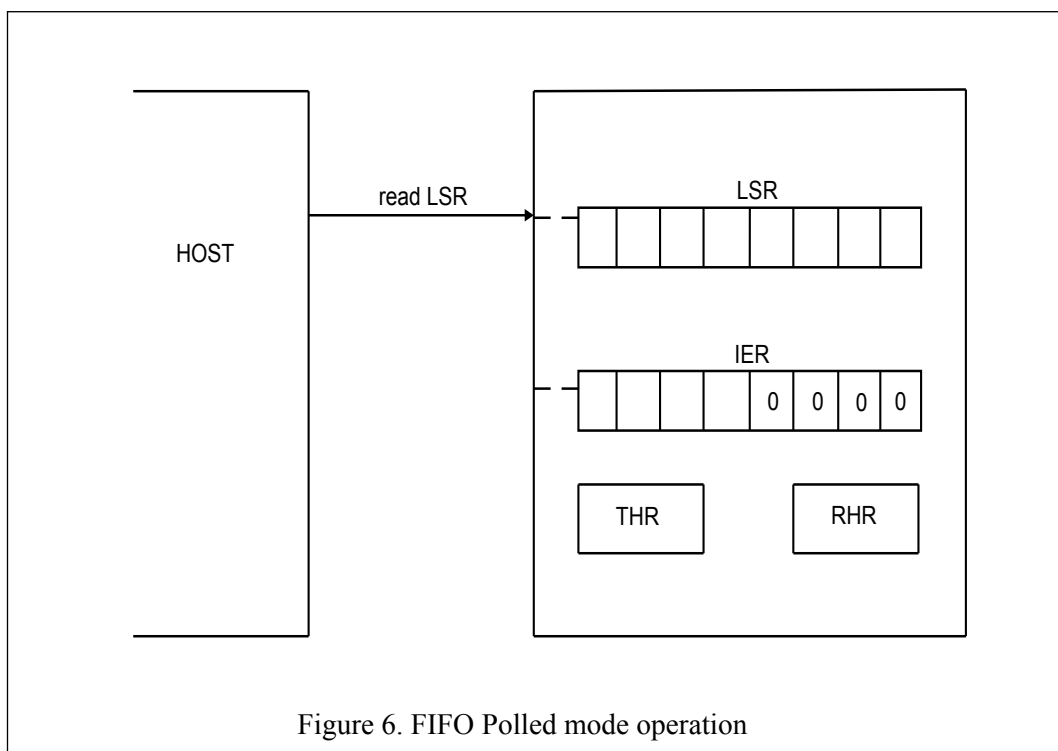 read LSR
LSR
HOST
IER
0 0 0 0
THR RHR
Figure 6. FIFO Polled mode operation